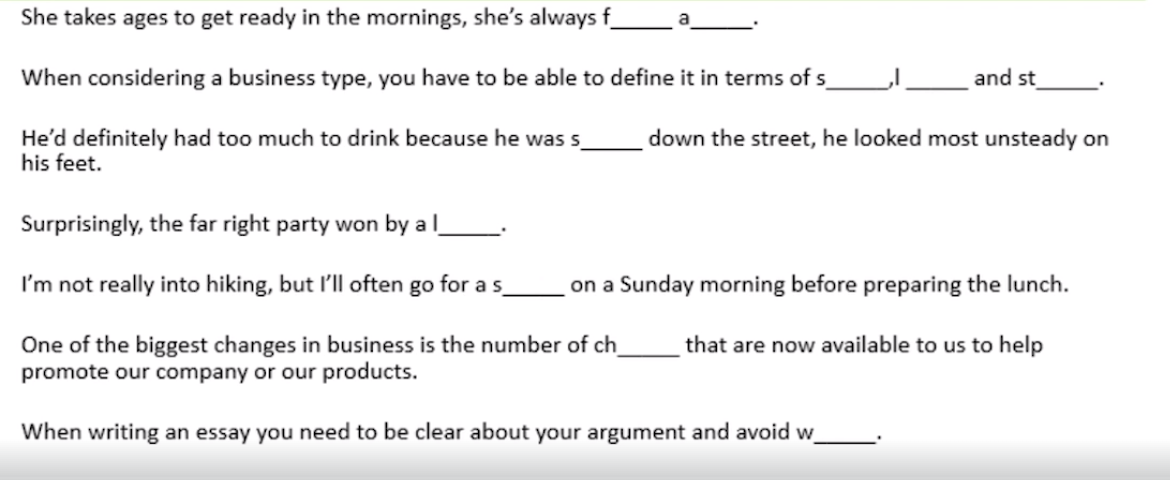 She takes ages to get ready in the mornings, she’s always f_____ a_____.
When considering a business type, you have to be able to define it in terms of s_____,l _____ and st_____.
He’d definitely had too much to drink because he was s_____ down the street, he looked most unsteady on
his feet.
Surprisingly, the far right party won by a l_____.
I’m not really into hiking, but I’ll often go for a s_____ on a Sunday morning before preparing the lunch.
One of the biggest changes in business is the number of ch_____ that are now available to us to help
promote our company or our products.
When writing an essay you need to be clear about your argument and avoid w_____.